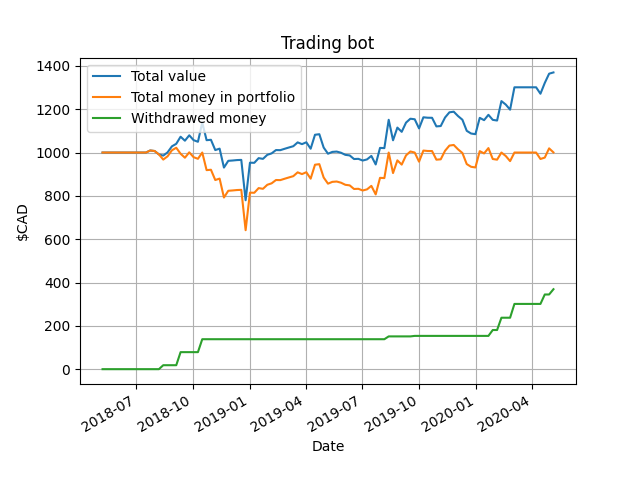 Trading bot
Total value
Total money in portfolio
Withdrawed money
1400
1200
1000
800
600
400
200
0
$CAD
2018-07
2018-10
2019-01
2019-04
2019-07
2019-10
2020-01
2020-04
Date